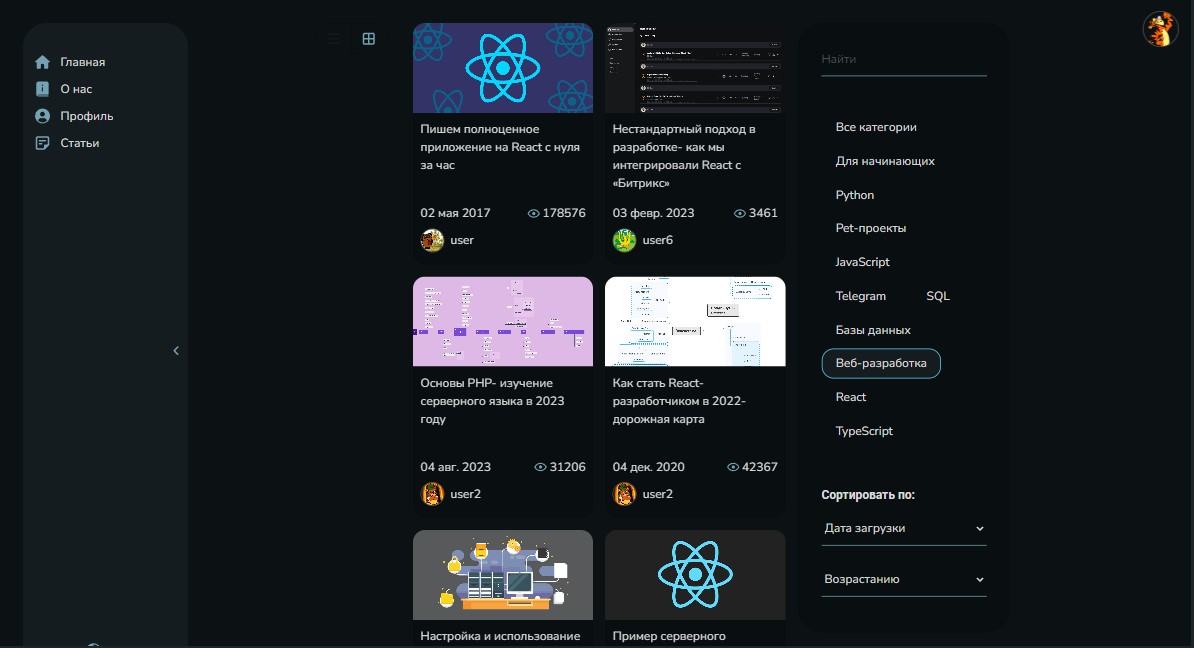 Главная
О нас
Профиль
Статьи
Пишем полноценное
приложение на React с нуля
за час
02 мая 2017 178576
user
Нестандартный подход в
разработке- как мы
интегрировали React с
«Битрикс»
03 февр. 2023 3461
user6
Основы PHP- изучение
серверного языка в 2023
году
04 авг. 2023 31206
user2
Как стать React-
разработчиком в 2022-
дорожная карта
04 дек. 2020 42367
user2
Настройка и использование
Пример серверного
Найти
Все категории
Для начинающих
Python
Pet-проекты
JavaScript
Telegram SQL
Базы данных
Веб-разработка
React
TypeScript
Сортировать по:
Дата загрузки
Возрастанию